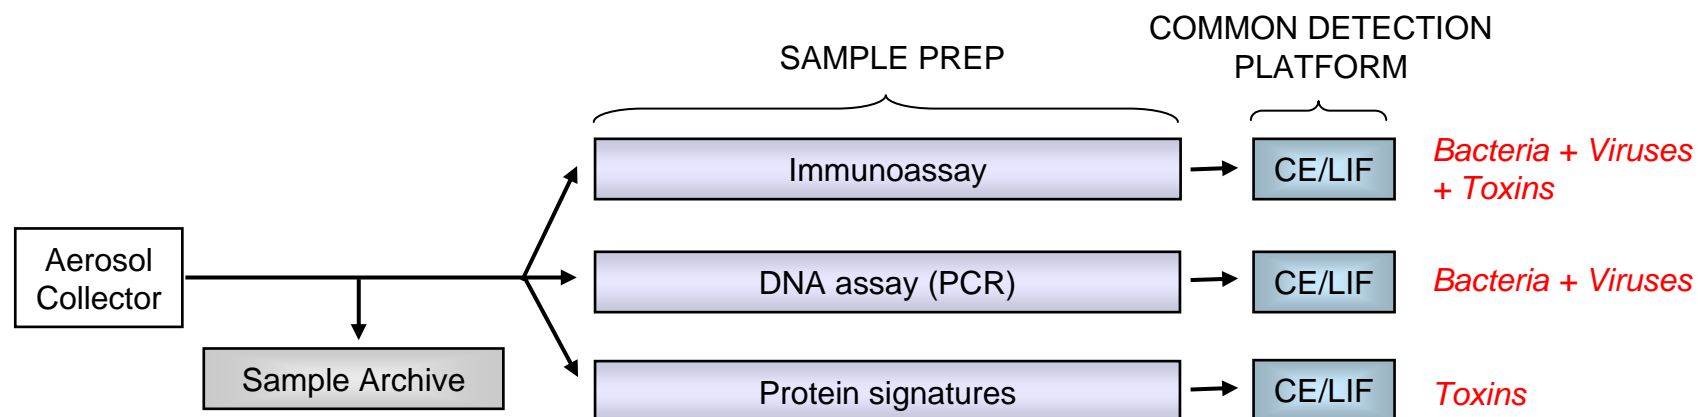 COMMON DETECTION
PLATFORM
SAMPLE PREP
Immunoassay
CE/LIF
Bacteria + Viruses
+ Toxins
Aerosol
Collector
DNA assay (PCR)
CE/LIF
Bacteria + Viruses
Sample Archive
Protein signatures
CE/LIF
Toxins